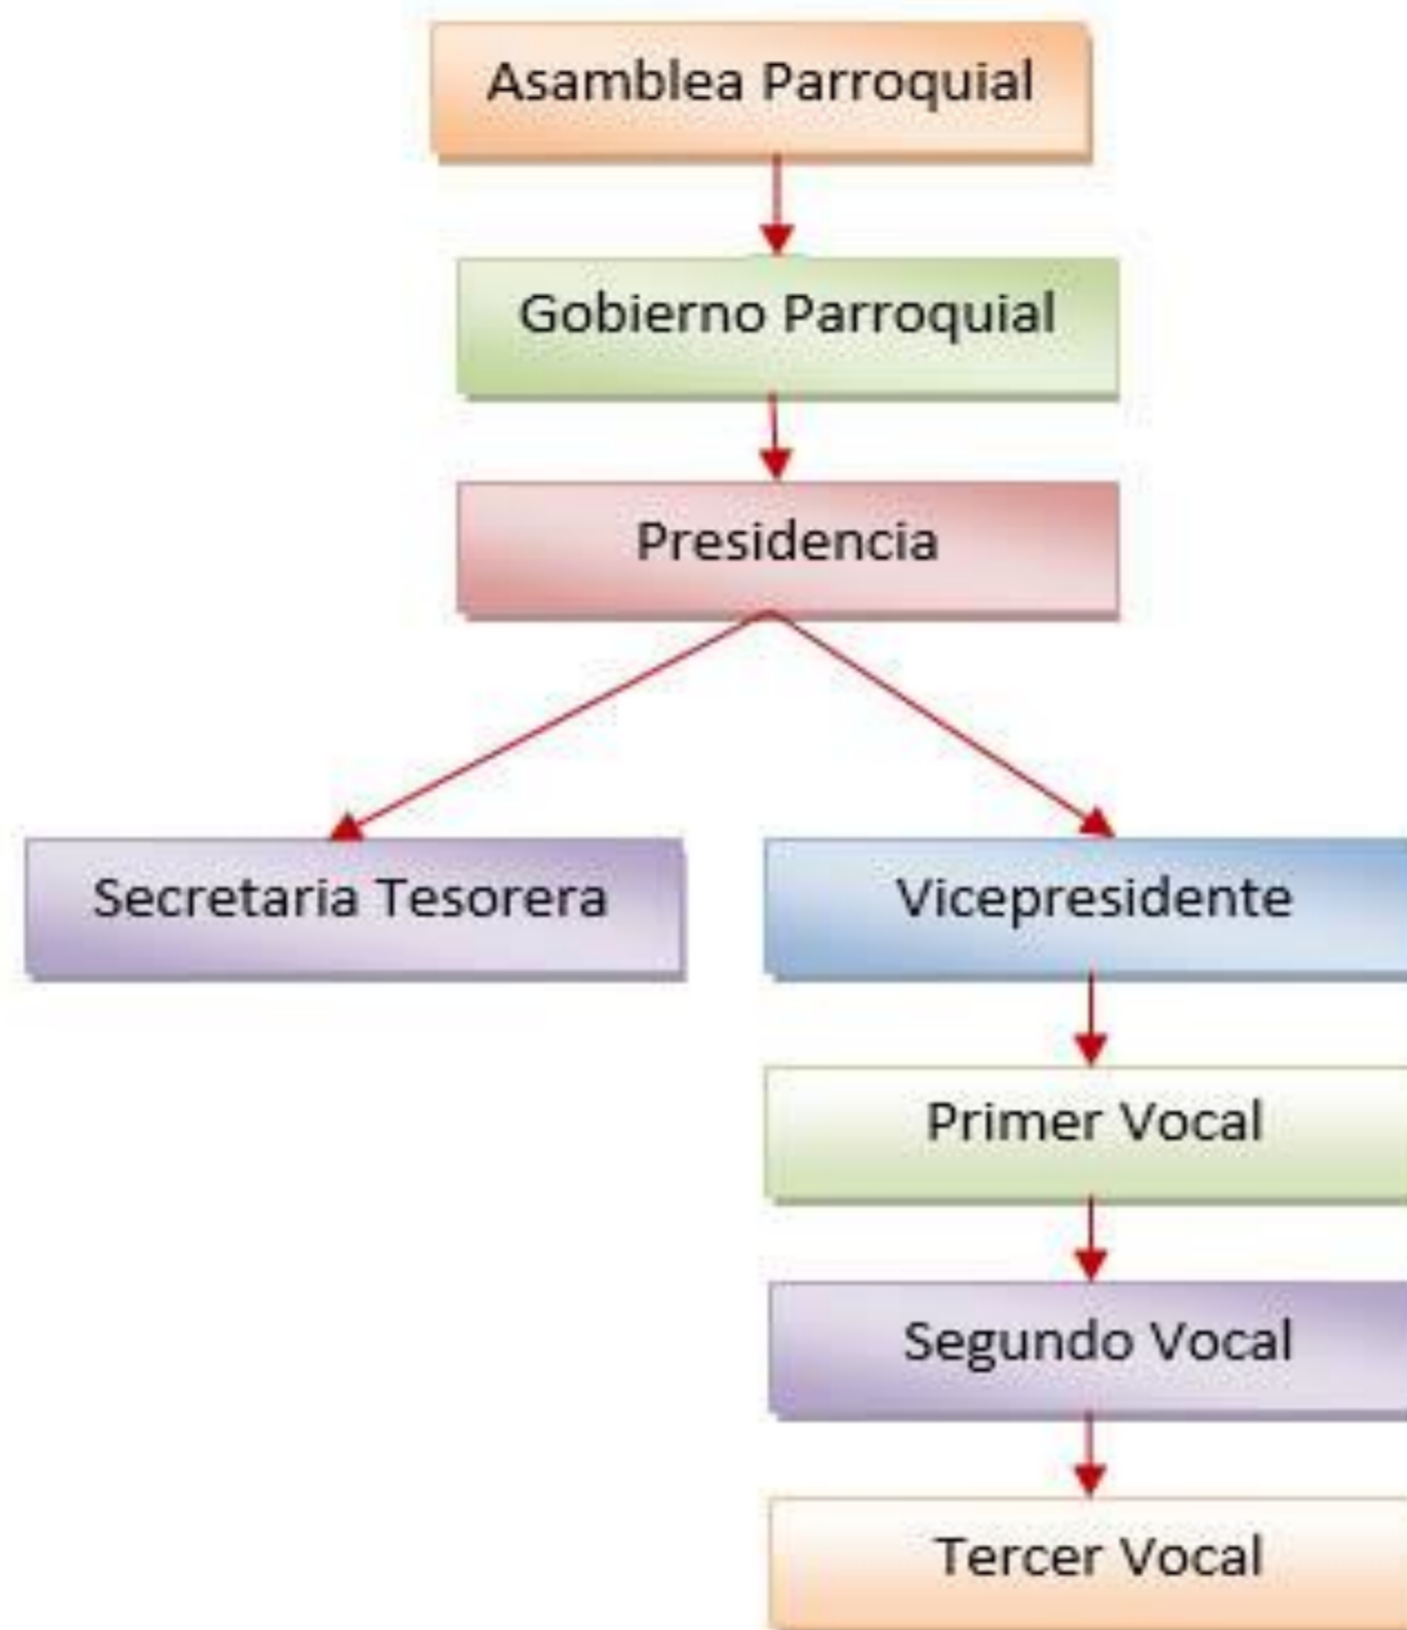 Asamblea Parroquial
Gobierno Parroquial
Presidencia
Secretaria Tesorera
Vicepresidente
Primer Vocal
Segundo Vocal
Tercer Vocal